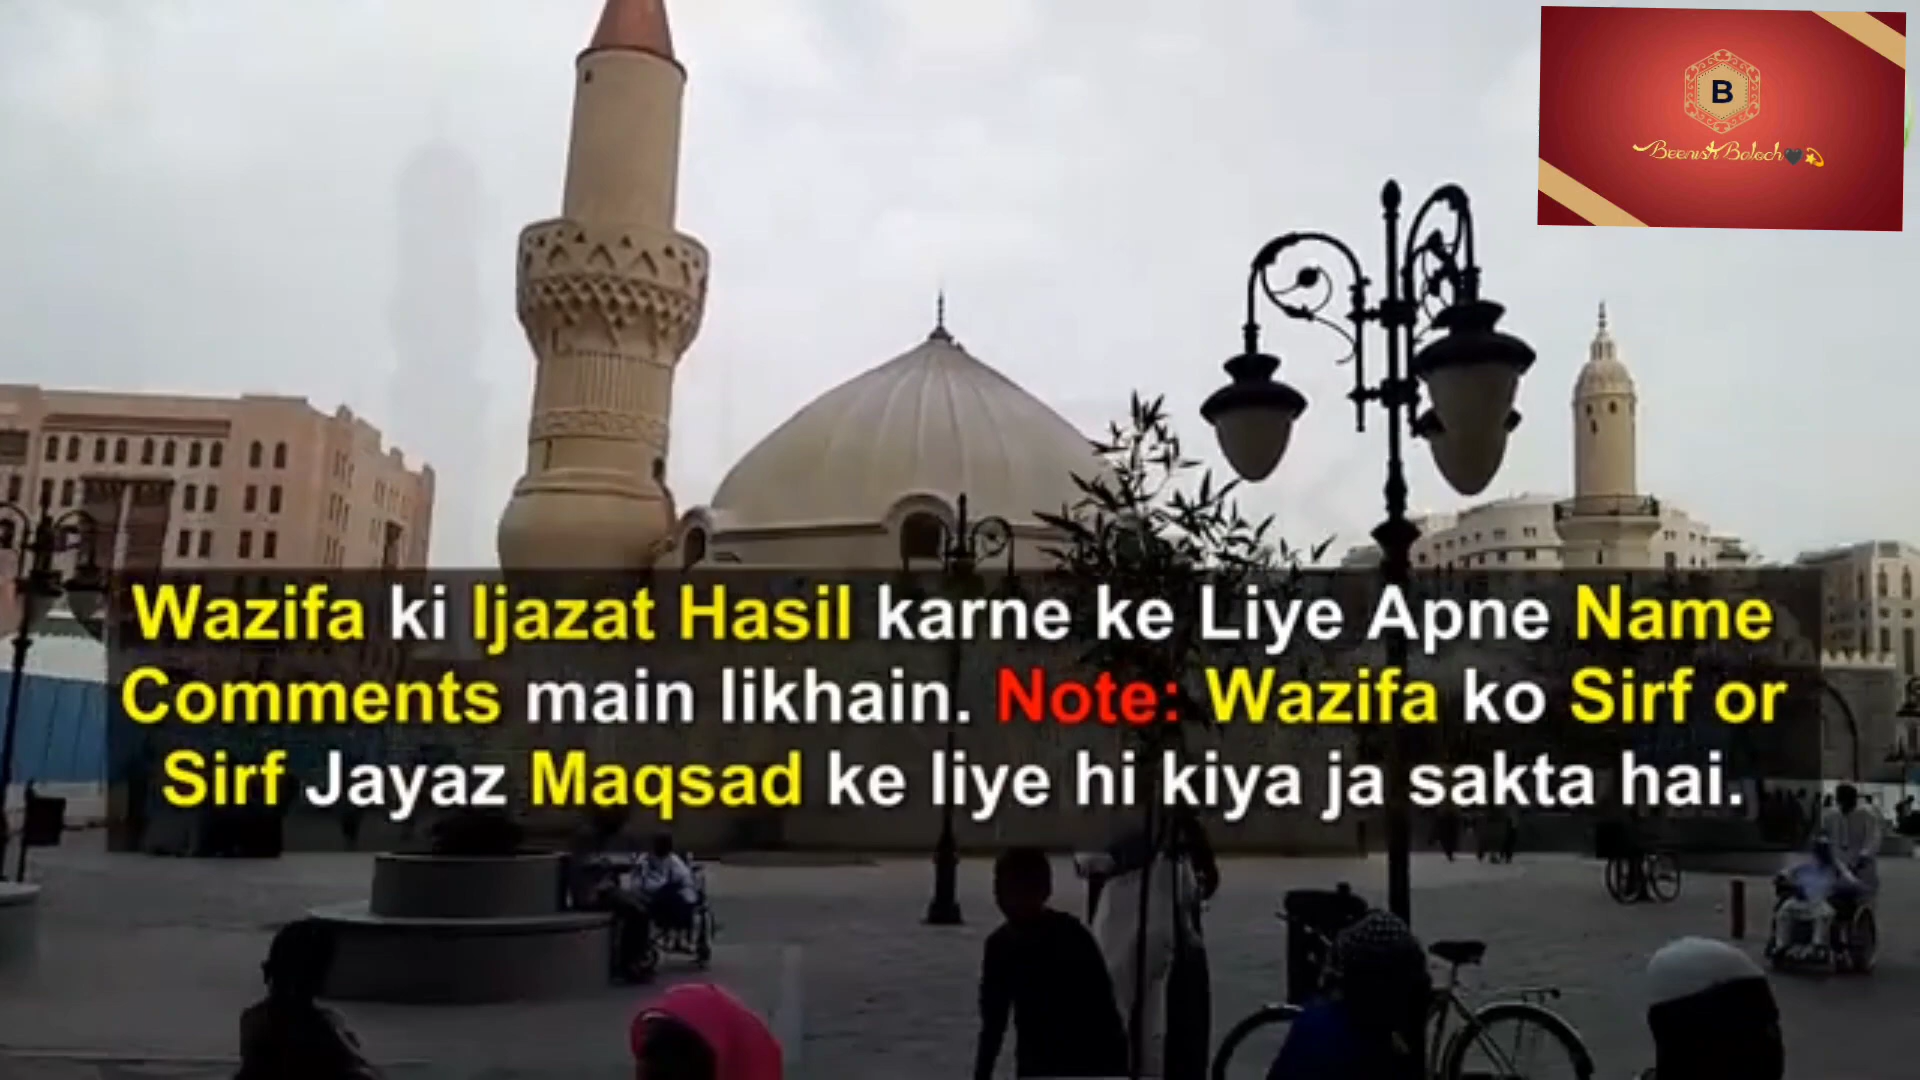 B
Beenish Baloch
Wazifa ki Ijazat Hasil karne ke Liye Apne Name
Comments main likhain. Note: Wazifa ko Sirf or
Sirf Jayaz Maqsad ke liye hi kiya ja sakta hai.